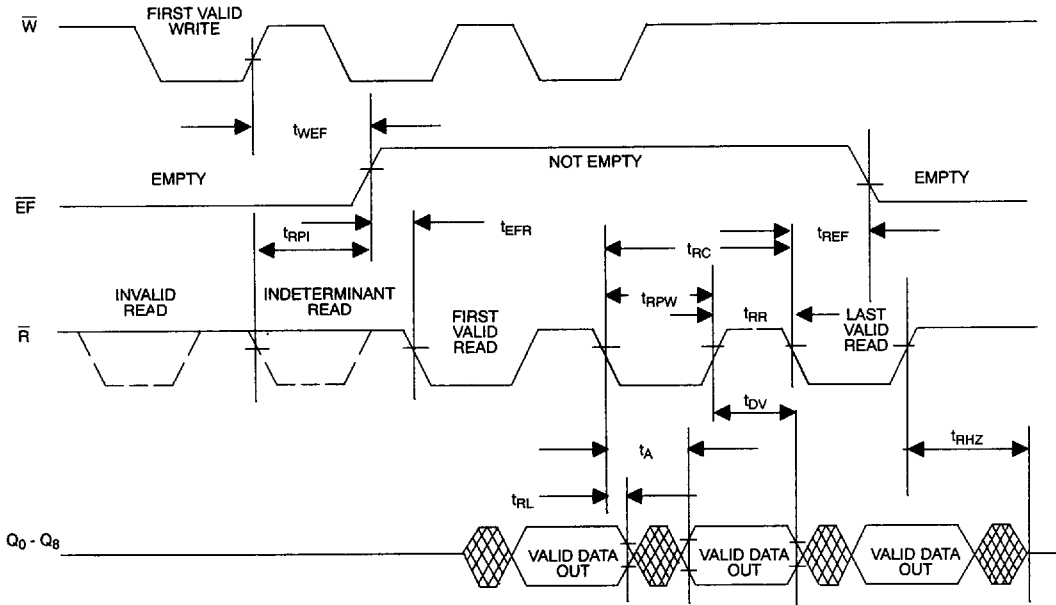 FIRST VALID
WRITE
W
tWEF
EMPTY
NOT EMPTY
EMPTY
EF
tRPI
tEFR
tRC
tREF
INVALID
READ
INDETERMINANT
READ
FIRST
VALID
READ
tRPW
tRR
LAST
VALID
READ
R
tDV
tA
tRHZ
tRL
Q0 - Q8
VALID DATA
OUT
VALID DATA
OUT
VALID DATA
OUT